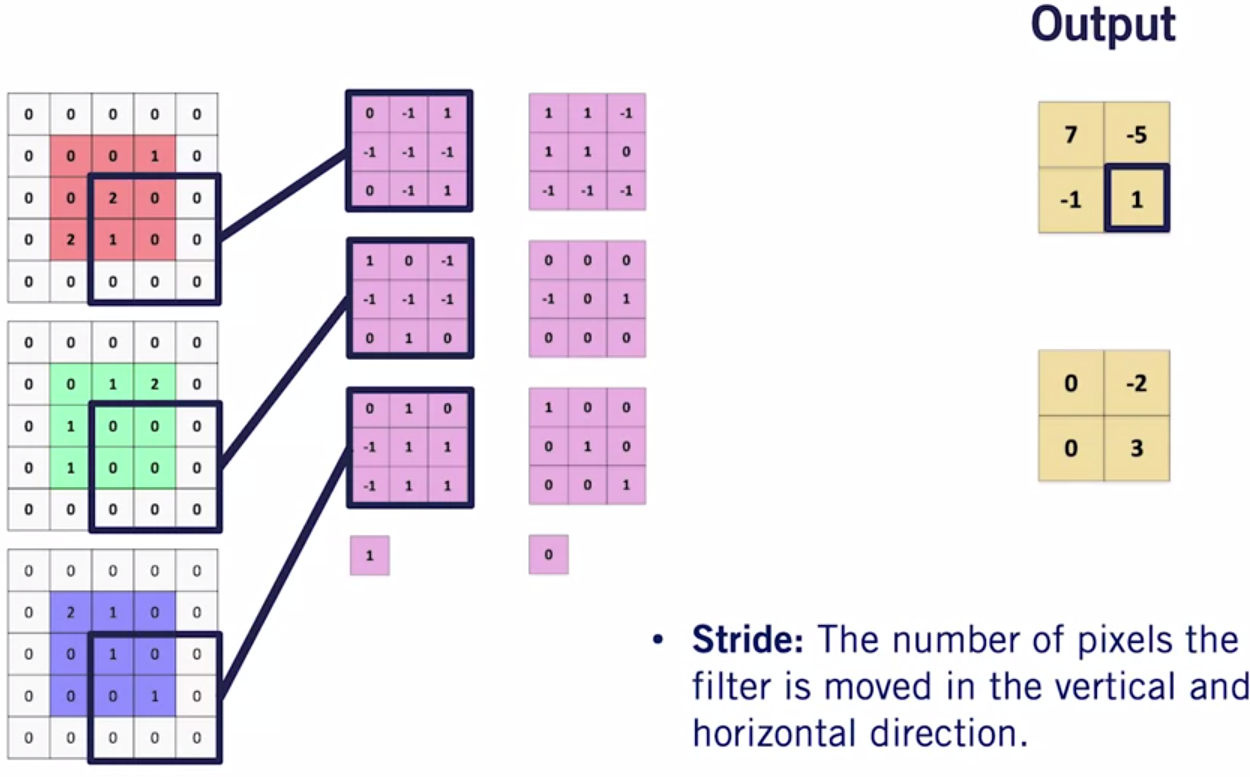 Output
0 0 0 0 0
0 0 0 1 0
0 0 2 0 0
0 2 1 0 0
0 0 0 0 0
0 -1 1
-1 -1 -1
0 -1 1
1 1 -1
1 1 0
-1 -1 -1
7 -5
-1 1
0 0 0 0 0
0 0 1 2 0
0 1 0 0 0
0 1 0 0 0
0 0 0 0 0
1 0 -1
-1 -1 -1
0 1 0
0 0 0
-1 0 1
0 0 0
0 -2
0 3
0 0 0 0 0
0 2 1 0 0
0 0 1 0 0
0 0 0 1 0
0 0 0 0 0
0 1 0
-1 1 1
-1 1 1
1 0 0
0 1 0
0 0 1
1
0
• Stride: The number of pixels the
filter is moved in the vertical and
horizontal direction.